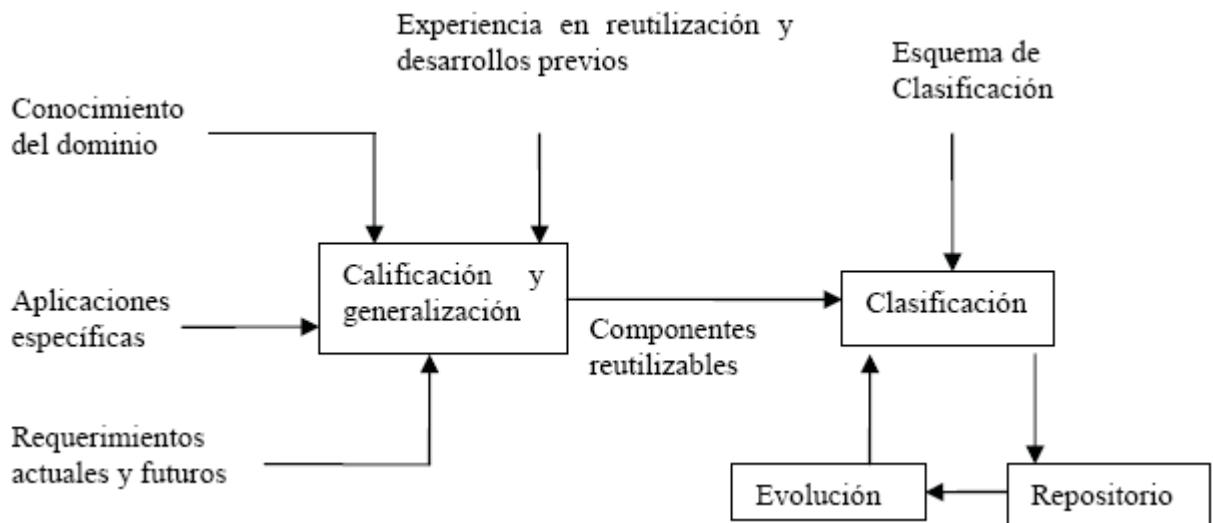 Experiencia en reutilización y
desarrollos previos
Esquema de
Clasificación
Conocimiento
del dominio
Calificación y
generalización
Clasificación
Aplicaciones
específicas
Componentes
reutilizables
Requerimientos
actuales y futuros
Evolución
Repositorio